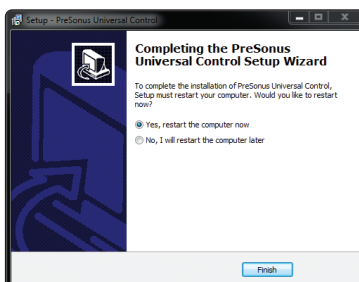 Setup - PreSonus Universal Control
Completing the PreSonus
Universal Control Setup Wizard
To complete the installation of PreSonus Universal Control,
Setup must restart your computer. Would you like to restart
now?
Yes, restart the computer now
No, I will restart the computer later
Finish